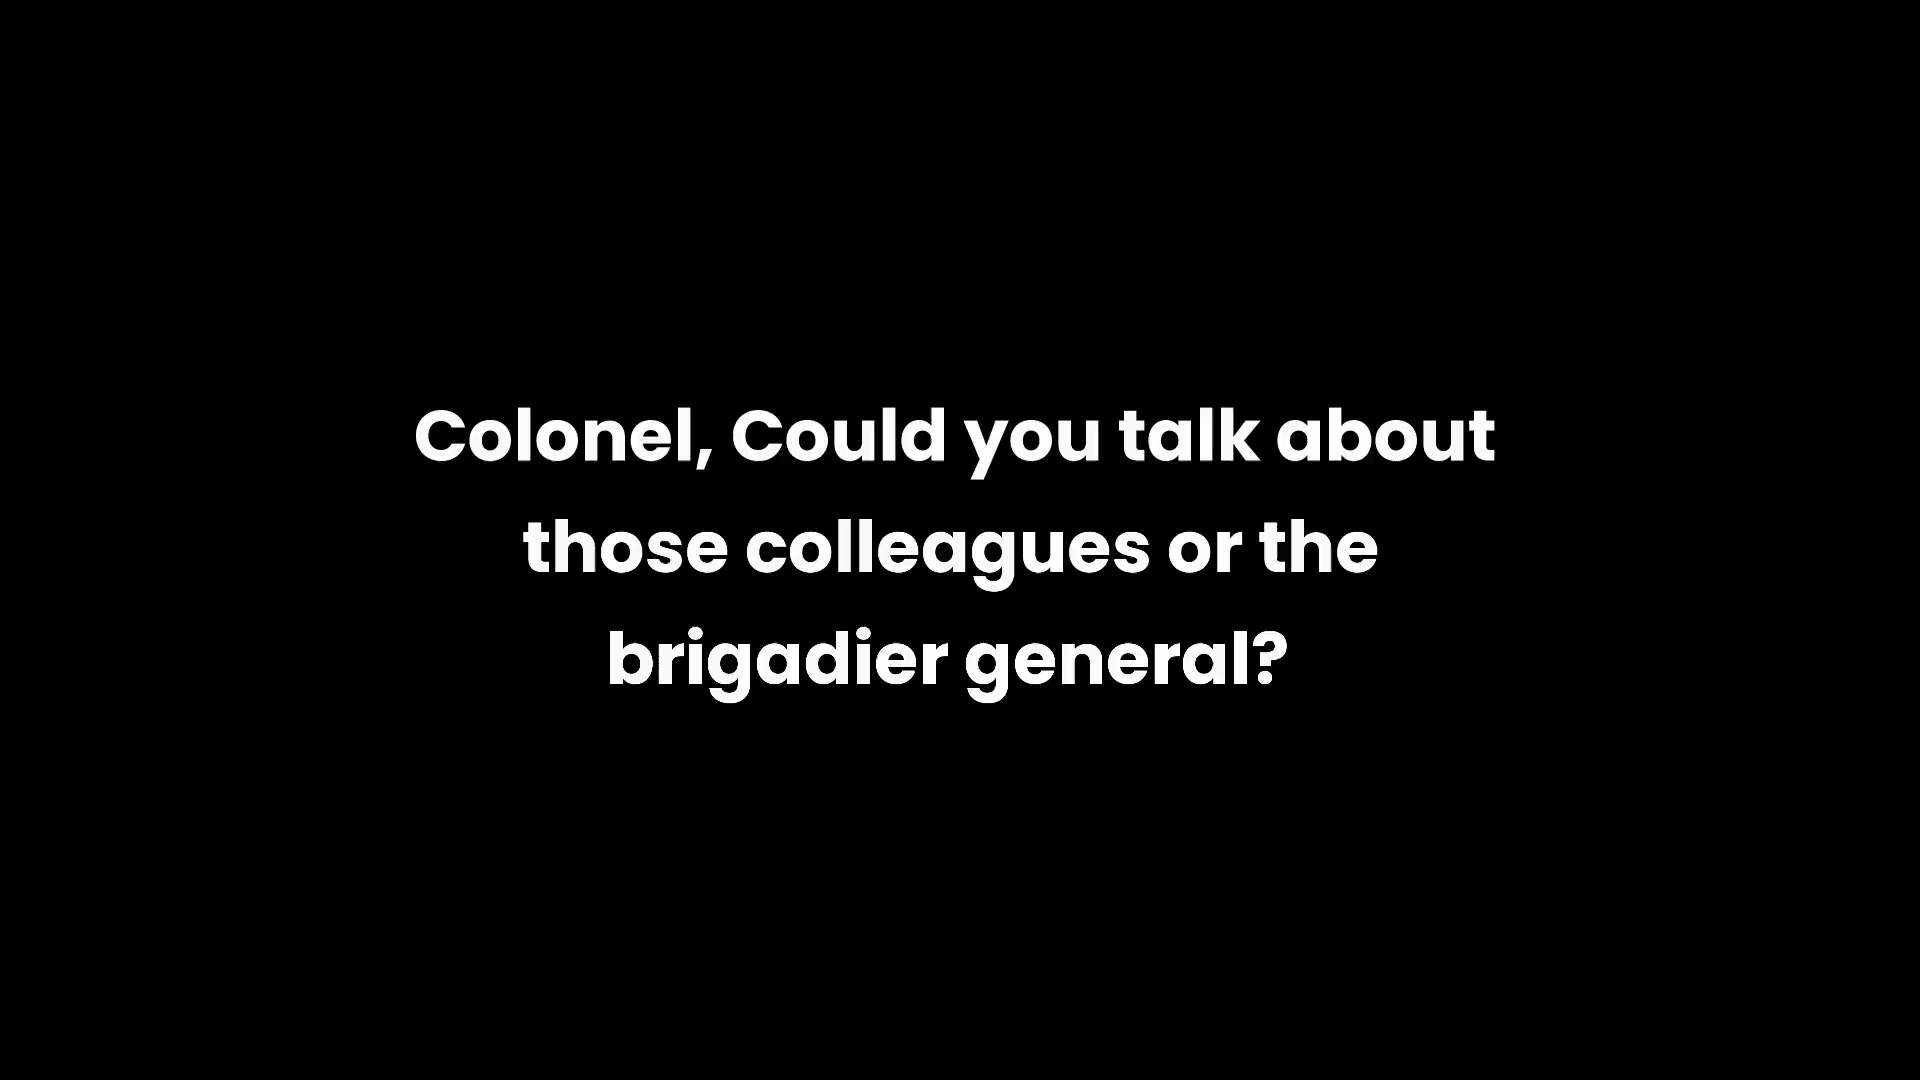 Colonel, Could you talk about
those colleagues or the
brigadier general?